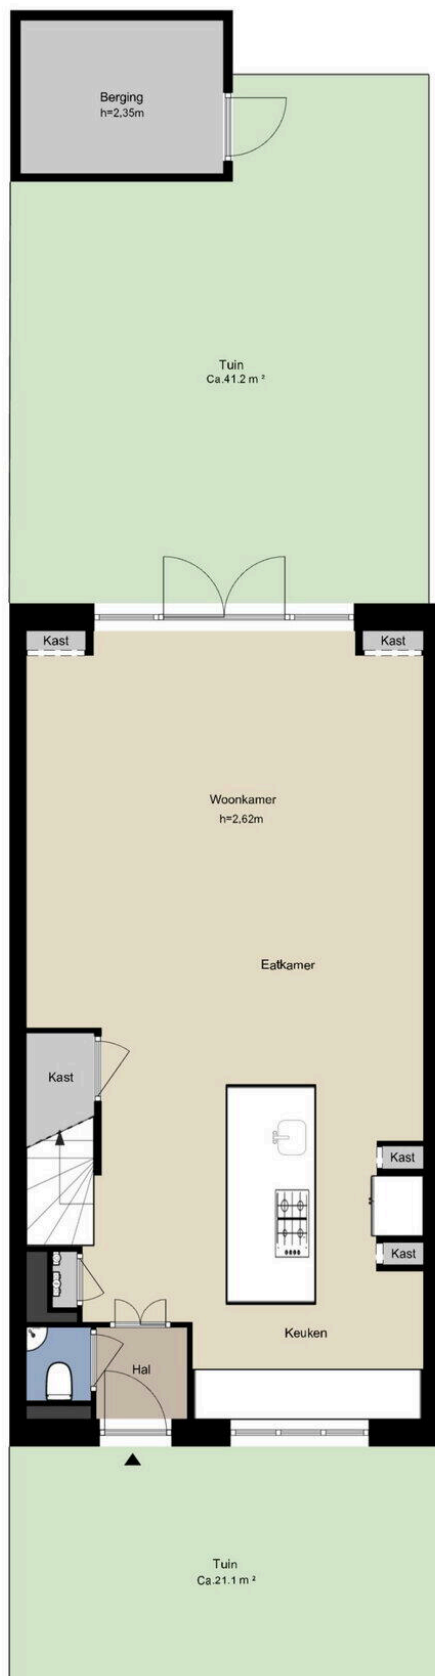 Berging
h=2,35m
Tuin
Ca.41.2 m ²
Kast
Kast
Woonkamer
h=2,62m
Eatkamer
Kast
Kast
Kast
Keuken
Hal
Tuin
Ca.21.1 m ²